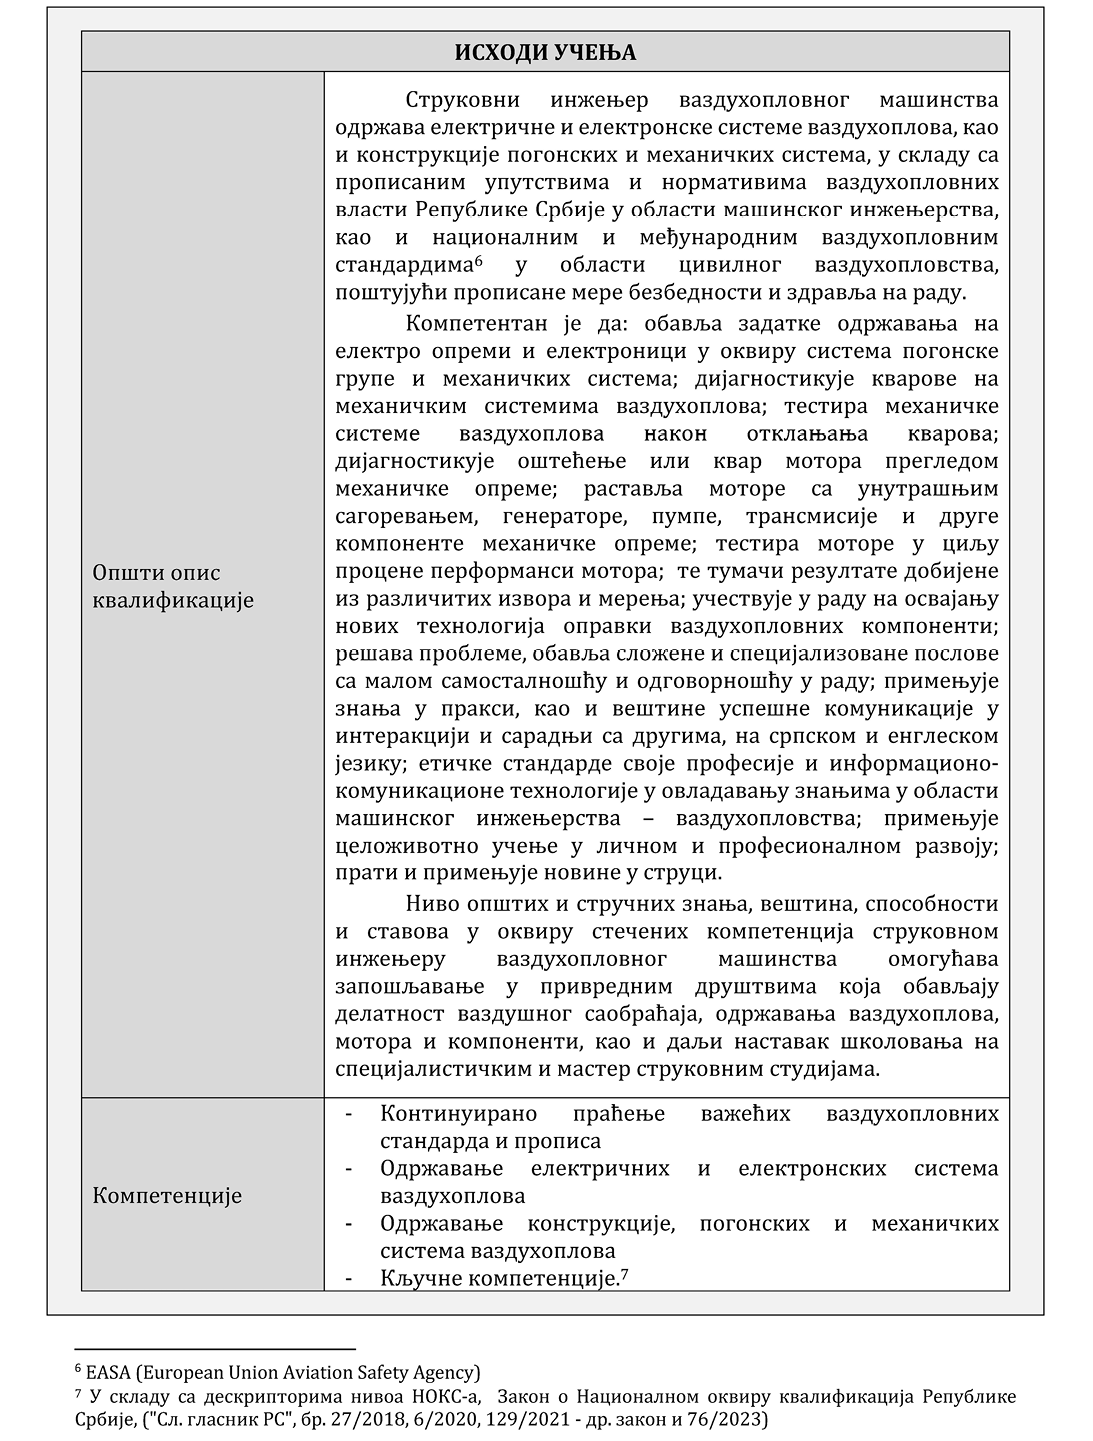 ИСХОДИ УЧЕЊА
Општи опис
квалификације
Струковни инжењер ваздухопловног машинства
одржава електричне и електронске системе ваздухоплова, као
и конструкције погонских и механичких система, у складу са
прописаним упутствима и нормативима ваздухопловних
власти Републике Србије у области машинског инжењерства,
као и националним и међународним ваздухопловним
стандардима⁶ у области цивилног ваздухопловства,
поштујући прописане мере безбедности и здравља на раду.
Компетентан је да: обавља задатке одржавања на
електро опреми и електроници у оквиру система погонске
групе и механичких система; дијагностикује кварове на
механичким системима ваздухоплова; тестира механичке
системе ваздухоплова након отклањања кварова;
дијагностикује оштећење или квар мотора прегледом
механичке опреме; раставља моторе са унутрашњим
сагоревањем, генераторе, пумпе, трансмисије и друге
компоненте механичке опреме; тестира моторе у циљу
процене перформанси мотора; те тумачи резултате добијене
из различитих извора и мерења; учествује у раду на освајању
нових технологија оправки ваздухопловних компоненти;
решава проблеме, обавља сложене и специјализоване послове
са малом самосталношћу и одговорношћу у раду; примењује
знања у пракси, као и вештине успешне комуникације у
интеракцији и сарадњи са другима, на српском и енглеском
језику; етичке стандарде своје професије и информационо-
комуникационе технологије у овладавању знањима у области
машинског инжењерства – ваздухопловства; примењује
целоживотно учење у личном и професионалном развоју;
прати и примењује новине у струци.
Ниво општих и стручних знања, вештина, способности
и ставова у оквиру стечених компетенција струковном
инжењеру ваздухопловног машинства омогућава
запошљавање у привредним друштвима која обављају
делатност ваздушног саобраћаја, одржавања ваздухоплова,
мотора и компоненти, као и даљи наставак школовања на
специјалистичким и мастер струковним студијама.
Компетенције
- Континуирано праћење важећих ваздухопловних
стандарда и прописа
- Одржавање електричних и електронских система
ваздухоплова
- Одржавање конструкције, погонских и механичких
система ваздухоплова
- Кључне компетенције.⁷
⁶ EASA (European Union Aviation Safety Agency)
⁷ У складу са дескрипторима нивоа НОКС-а, Закон о Националном оквиру квалификација Републике
Србије, ("Сл. гласник РС", бр. 27/2018, 6/2020, 129/2021 - др. закон и 76/2023)